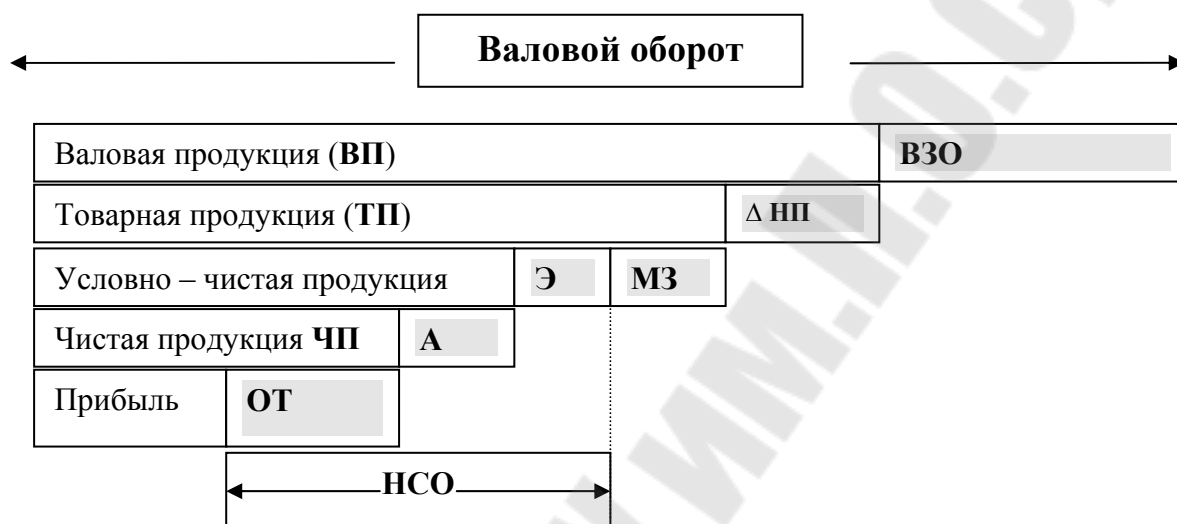 Валовой оборот
Валовая продукция (ВП) ВЗО
Товарная продукция (ТП) Δ НП
Условно – чистая продукция Э МЗ
Чистая продукция ЧП А
Прибыль ОТ
НСО